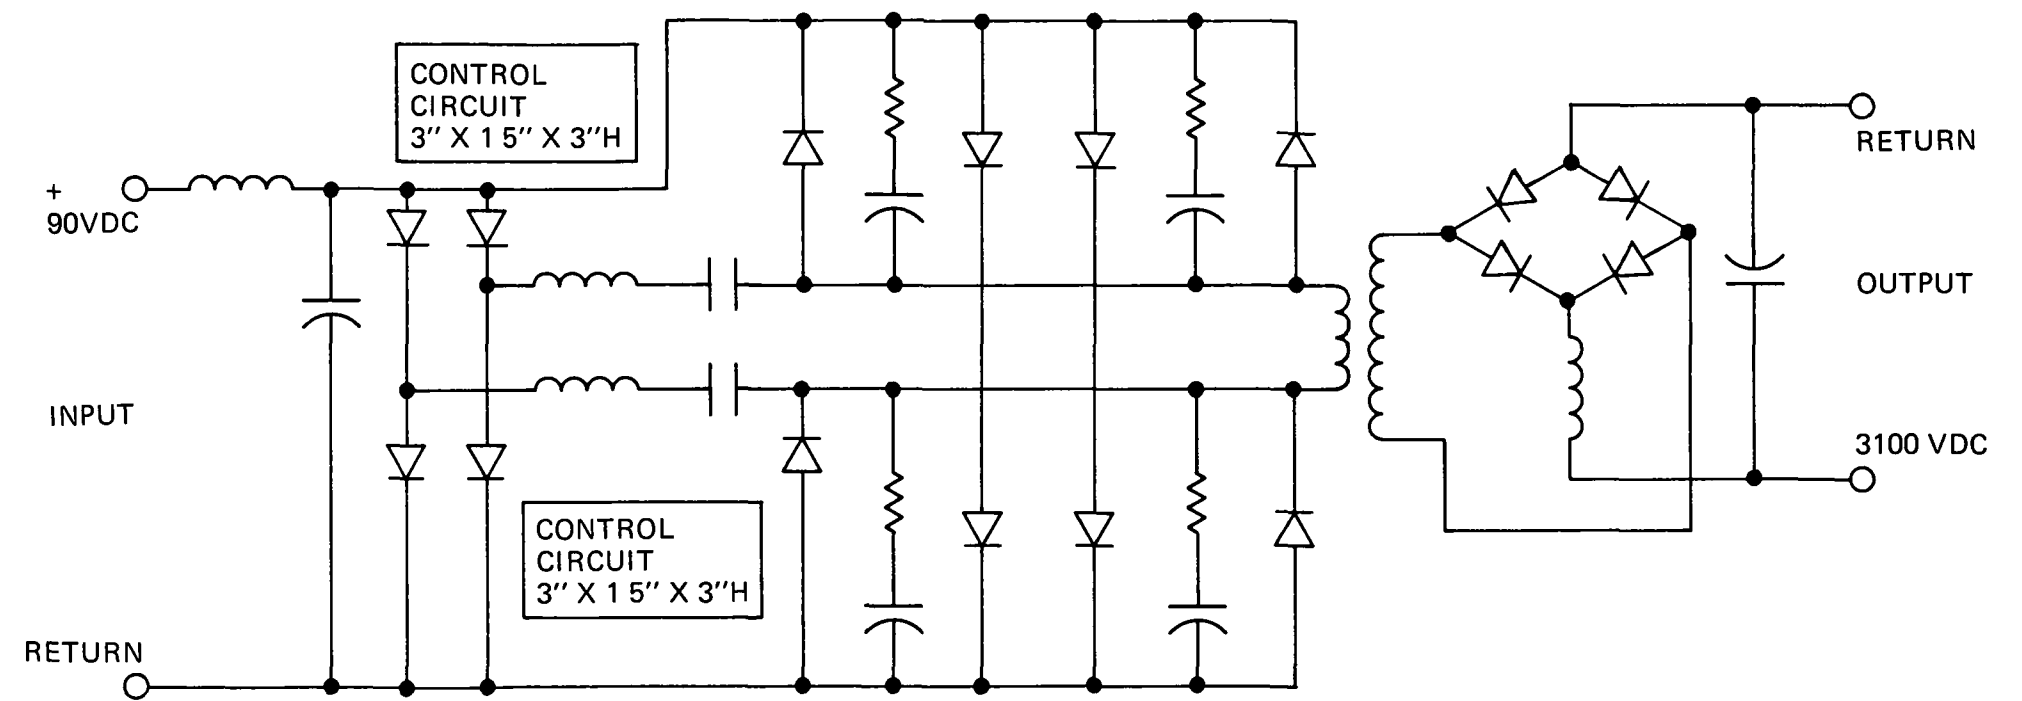 CONTROL
CIRCUIT
3″ X 1 5″ X 3″H
+
90VDC
INPUT
RETURN
CONTROL
CIRCUIT
3″ X 1 5″ X 3″H
RETURN
OUTPUT
3100 VDC